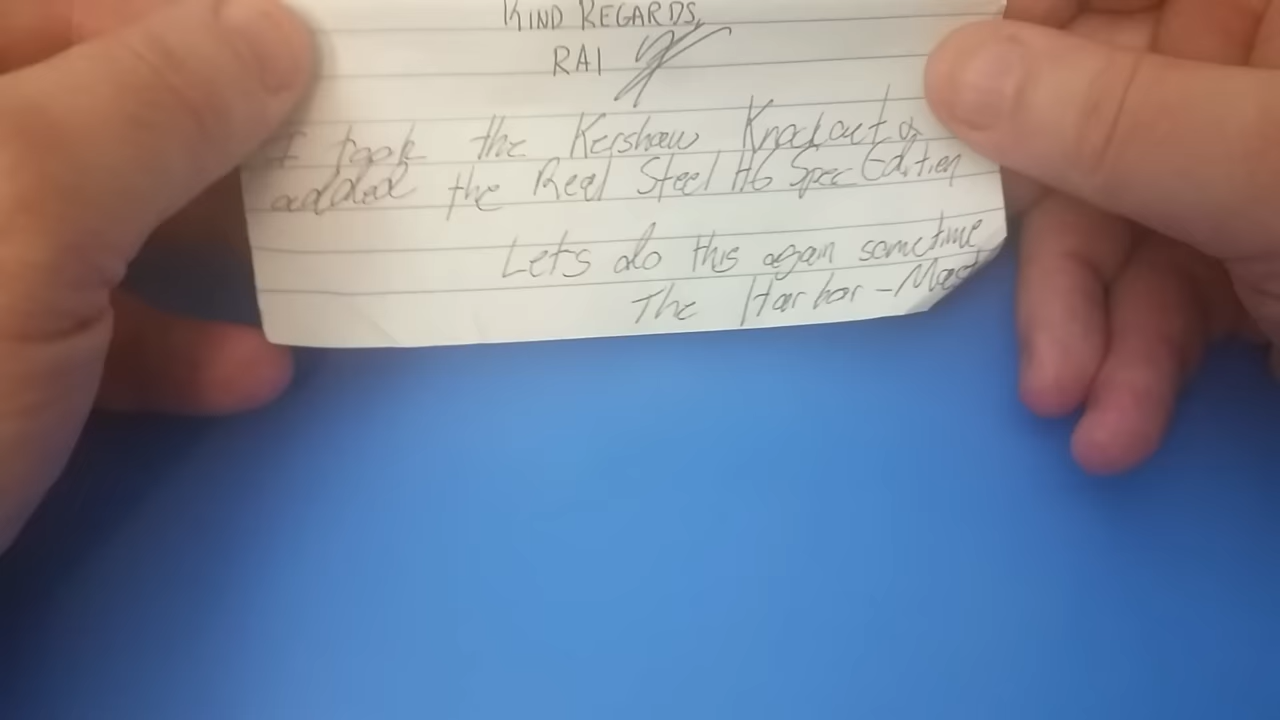 KIND REGARDS,
RAI
I took the Kershaw Knockout &
added the Real Steel H6 Spec Edition
Lets do this again sometime
The Harbor-Mast